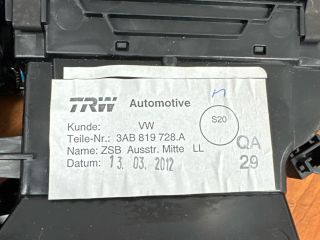 TRW Automotive
Kunde: VW
S20
Teile-Nr.: 3AB 819 728.A
Name: ZSB Ausstr. Mitte LL
QA
Datum: 13. 03. 2012
29